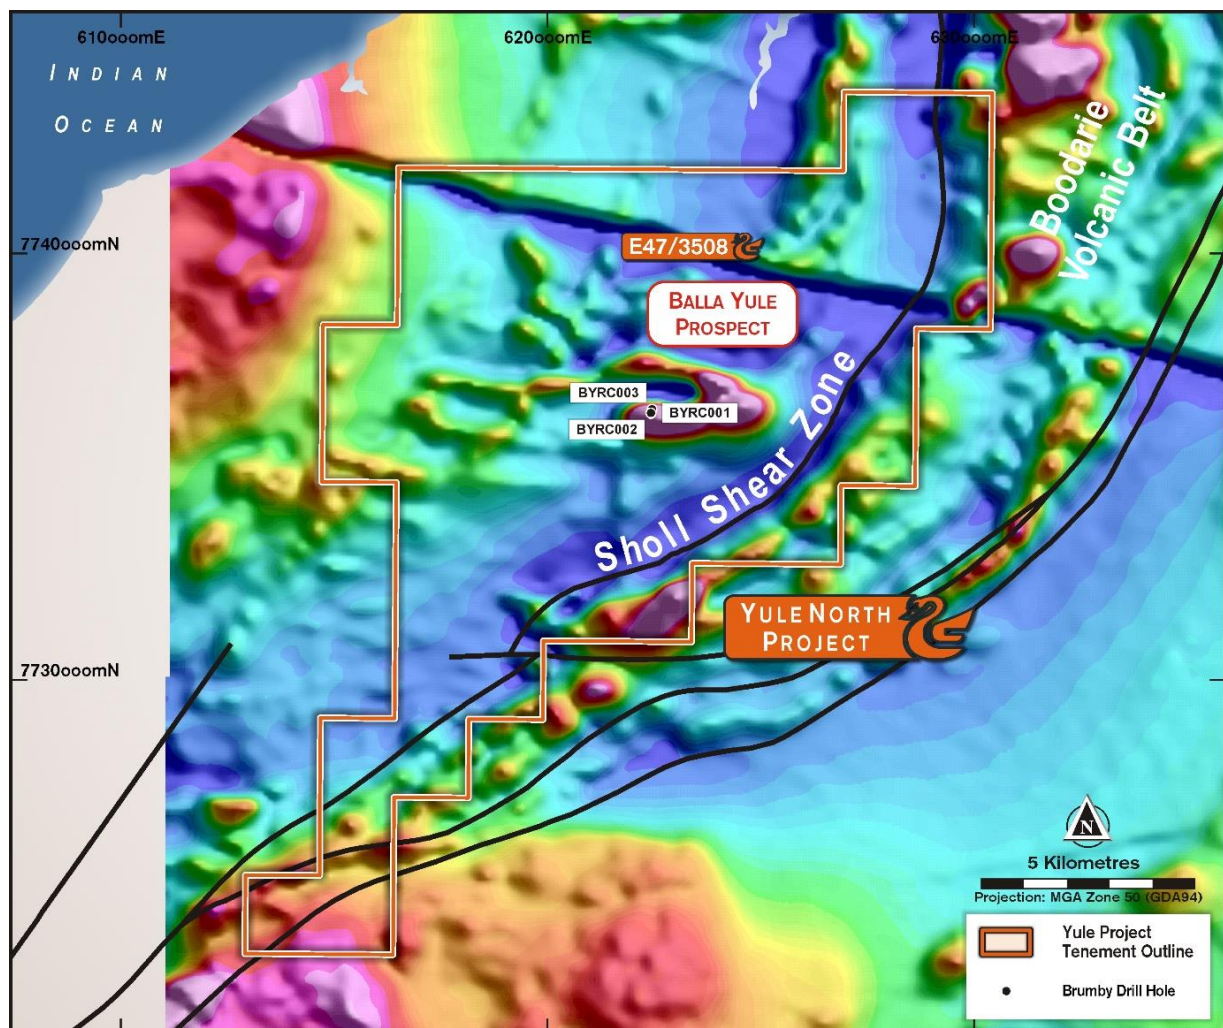 610000mE
620000mE
630000mE
INDIAN
OCEAN
Boodarie
Volcanic Belt
7740000mN
E47/3508
BALLA YULE
PROSPECT
BYRC003
BYRC001
BYRC002
Sholl Shear Zone
YULE NORTH
PROJECT
7730000mN
N
5 Kilometres
Projection: MGA Zone 50 (GDA94)
Yule Project
Tenement Outline
Brumby Drill Hole